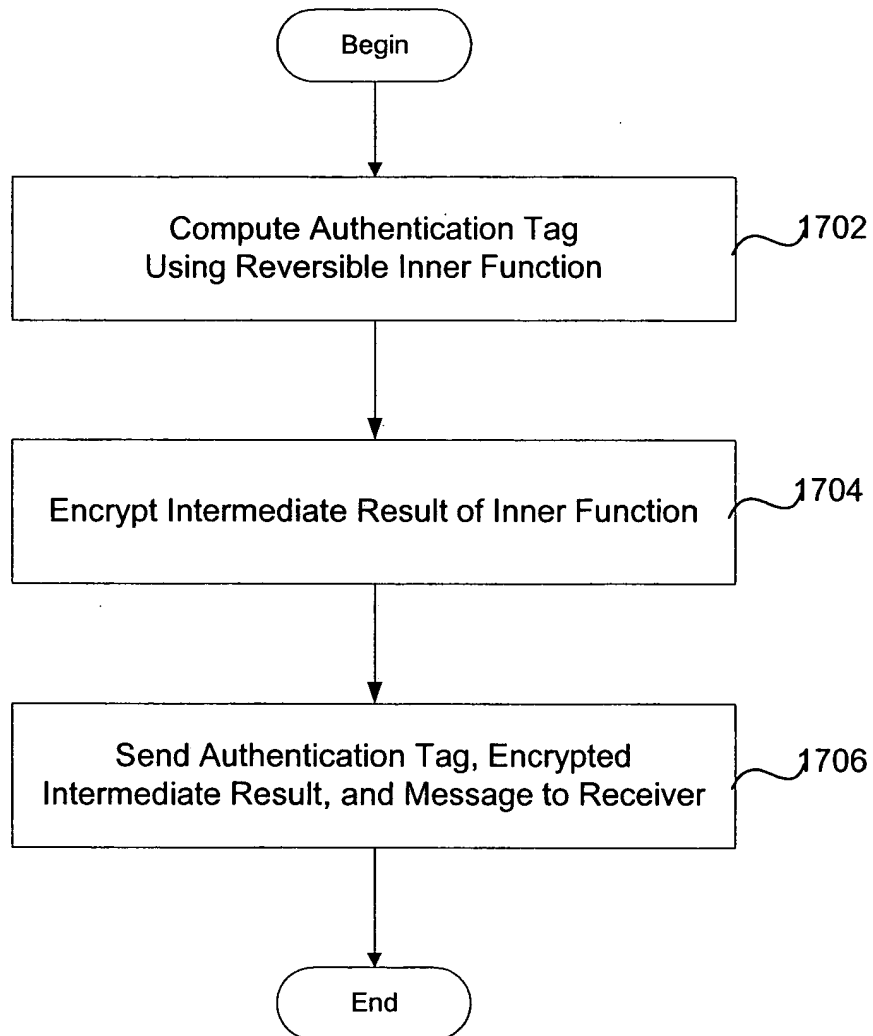 Begin
Compute Authentication Tag
Using Reversible Inner Function
1702
Encrypt Intermediate Result of Inner Function
1704
Send Authentication Tag, Encrypted
Intermediate Result, and Message to Receiver
1706
End